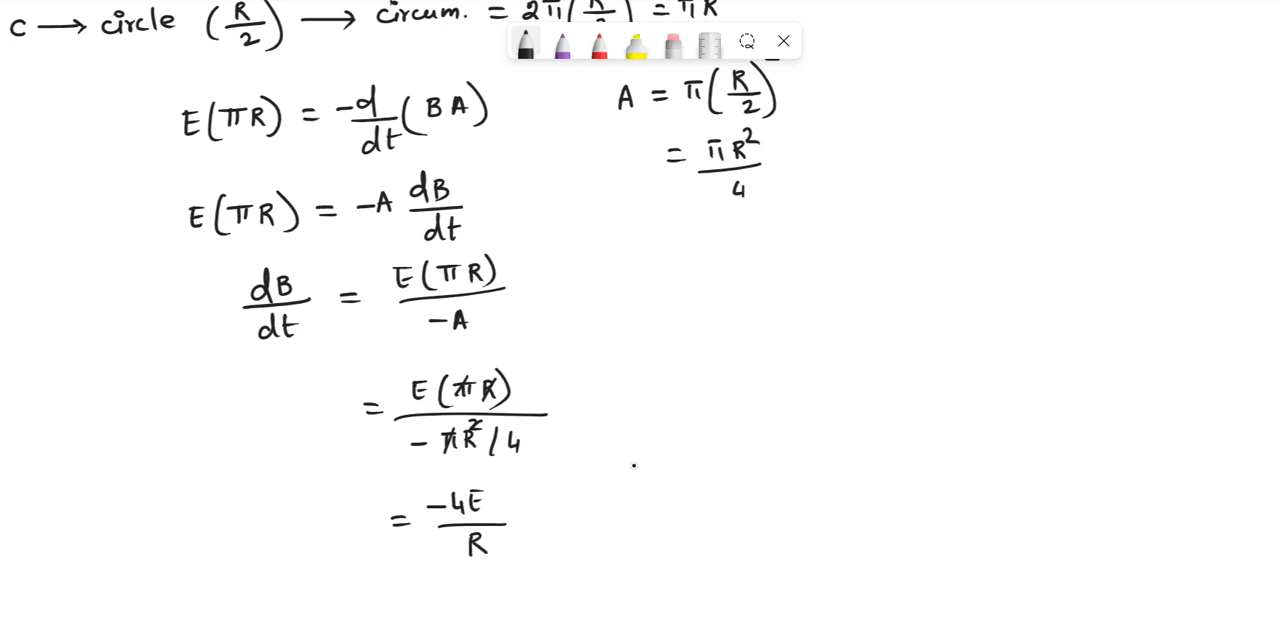 C → circle (R/2) → circum. = 2π(R/2) = πR
E(πR) = -d/dt (BA)
A = π(R/2)
= πR²/4
E(πR) = -A dB/dt
dB/dt = E(πR)/-A
= E(πR)/-πR²/4
= -4E/R